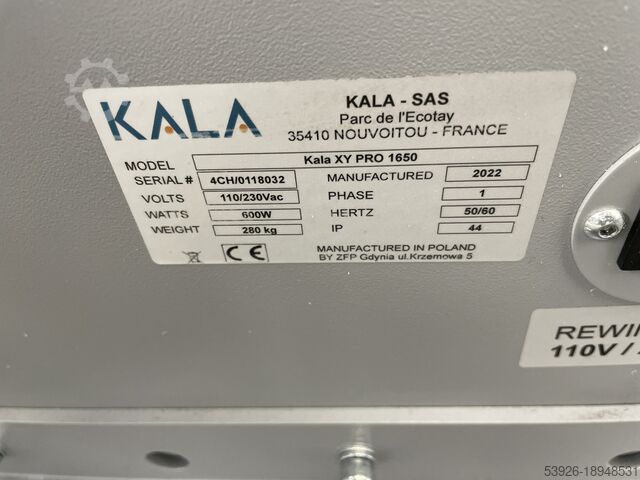 KALA
KALA - SAS
Parc de l'Ecotay
35410 NOUVOITOU - FRANCE
MODEL Kala XY PRO 1650
SERIAL # 4CH/0118032 MANUFACTURED 2022
VOLTS 110/230Vac PHASE 1
WATTS 600W HERTZ 50/60
WEIGHT 280 kg IP 44
CE
MANUFACTURED IN POLAND
BY ZFP Gdynia ul.Krzemowa 5
110V /
53926-18948531